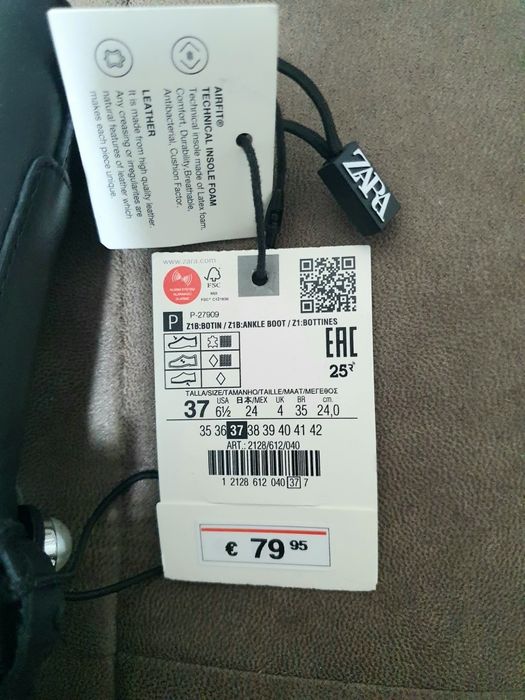 AIRFIT®
TECHNICAL INSOLE FOAM
Technical insole made of Latex foam.
Comfort, Durability, Breathable,
Antibacterial, Cushion Factor.
LEATHER
It is made from high quality leather.
Any creasing or irregularities are
natural features of leather which
makes each piece unique.
ZARA
www.zara.com
FSC
P P-27909
Z1B:BOTIN / Z1B:ANKLE BOOT / Z1:BOTTINES
EAC
TALLA/SIZE/TAMANHO/TAILLE/MAAT/ΜΕΓΕΘΟΣ
USA 日本/MEX UK BR cm.
37 6½ 24 4 35 24,0
35 36 37 38 39 40 41 42
ART.: 2128/612/040
1 2128 612 040 37 7
€ 79 95